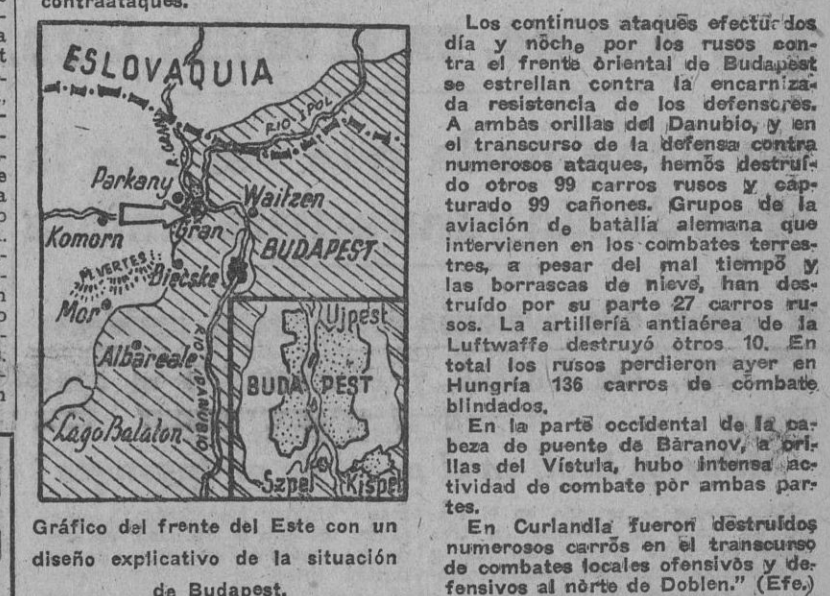 contraataques.
ESLOVAQUIA
RIO IPOL
Parkany
Waitzen
Gran
Komorn
BUDAPEST
M. VERTES
Biecske
Mor
Albareale
RIO DANUBIO
Lago Balaton
Ujpest
BUDA PEST
Szpel
Kispet
Gráfico del frente del Este con un
diseño explicativo de la situación
de Budapest.
Los continuos ataques efectuados
día y noche por los rusos con-
tra el frente oriental de Budapest
se estrellan contra la encarniza-
da resistencia de los defensores.
A ambas orillas del Danubio, y en
el transcurso de la defensa contra
numerosos ataques, hemos destruí-
do otros 99 carros rusos y cap-
turado 99 cañones. Grupos de la
aviación de batalla alemana que
intervienen en los combates terres-
tres, a pesar del mal tiempo y
las borrascas de nieve, han des-
truído por su parte 27 carros ru-
sos. La artillería antiaérea de la
Luftwaffe destruyó otros 10. En
total los rusos perdieron ayer en
Hungría 136 carros de combate
blindados.
En la parte occidental de la ca-
beza de puente de Baranov, a ori-
llas del Vístula, hubo intensa ac-
tividad de combate por ambas par-
tes.
En Curlandia fueron destruídos
numerosos carros en el transcurso
de combates locales ofensivos y de-
fensivos al norte de Doblen." (Efe.)